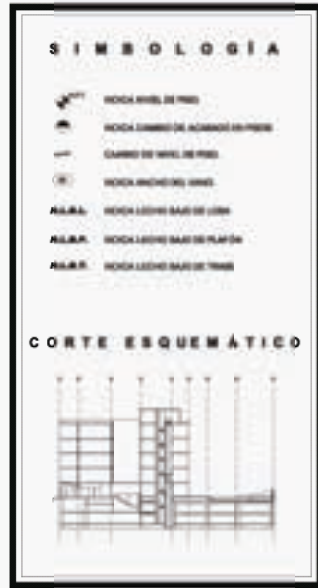 SIMBOLOGÍA
INDICA NIVEL DE PISO
INDICA CAMBIO DE ACABADO EN PISOS
CAMBIO DE NIVEL DE PISO
INDICA ANCHO DEL VANO
N.L.B.L. INDICA LECHO BAJO DE LOSA
N.L.B.P. INDICA LECHO BAJO DE PLAFÓN
N.L.B.T. INDICA LECHO BAJO DE TRABE
CORTE ESQUEMÁTICO